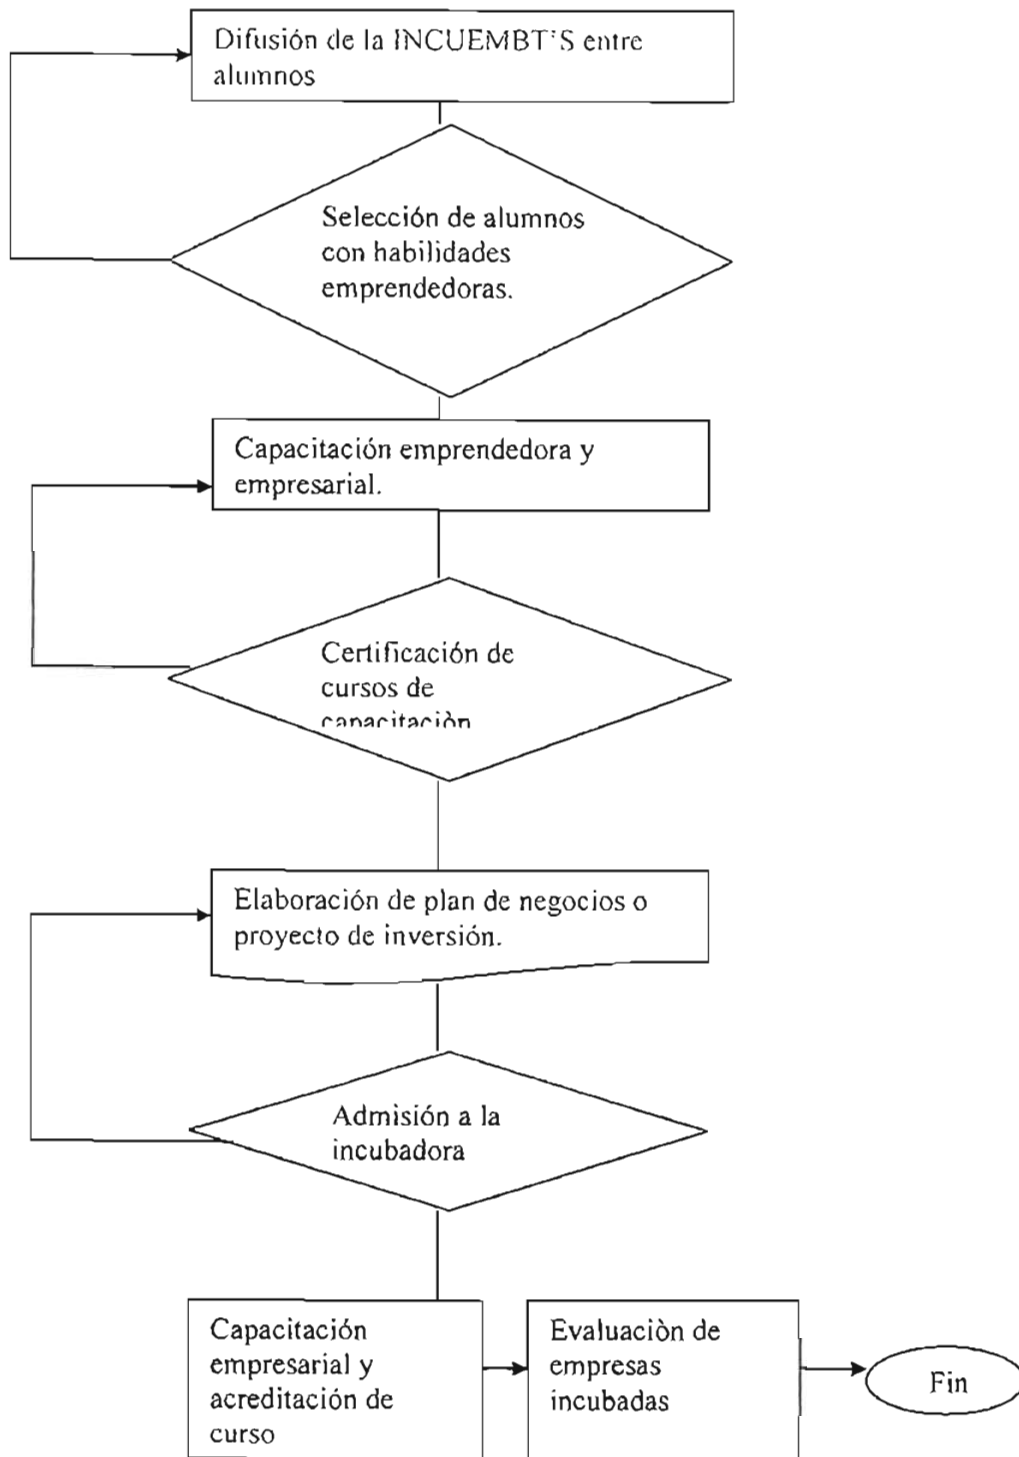 Difusión de la INCUEMBT'S entre
alumnos
Selección de alumnos
con habilidades
emprendedoras.
Capacitación emprendedora y
empresarial.
Certificación de
cursos de
capacitaciòn
Elaboración de plan de negocios o
proyecto de inversión.
Admisión a la
incubadora
Capacitación
empresarial y
acreditación de
curso
Evaluaciòn de
empresas
incubadas
Fin